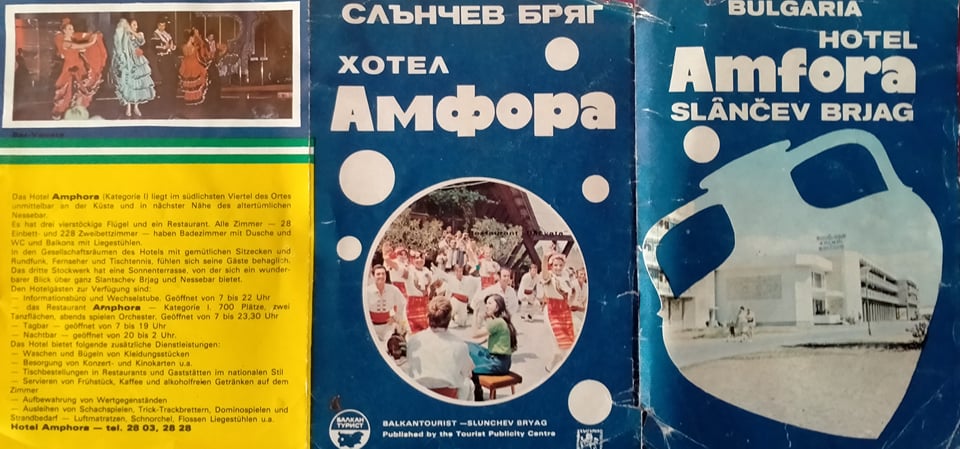 Bar-Variete
Das Hotel Amphora (Kategorie I) liegt im südlichsten Viertel des Ortes
unmittelbar an der Küste und in nächster Nähe des altertümlichen
Nessebar.
Es hat drei vierstöckige Flügel und ein Restaurant. Alle Zimmer — 28
Einbett- und 228 Zweibettzimmer — haben Badezimmer mit Dusche und
WC und Balkons mit Liegestühlen.
In den Gesellschaftsräumen des Hotels mit gemütlichen Sitzecken und
Rundfunk, Fernseher und Tischtennis, fühlen sich seine Gäste behaglich.
Das dritte Stockwerk hat eine Sonnenterrasse, von der sich ein wunder-
barer Blick über ganz Slantschev Brjag und Nessebar bietet.
Den Hotelgästen zur Verfügung sind:
— Informationsbüro und Wechselstube. Geöffnet von 7 bis 22 Uhr
— das Restaurant Amphora — Kategorie I. 700 Plätze, zwei
Tanzflächen, abends spielen Orchester. Geöffnet von 7 bis 23,30 Uhr
— Tagbar — geöffnet von 7 bis 19 Uhr
— Nachtbar — geöffnet von 20 bis 2 Uhr.
Das Hotel bietet folgende zusätzliche Dienstleistungen:
— Waschen und Bügeln von Kleidungsstücken
— Besorgung von Konzert- und Kinokarten u.a.
— Tischbestellungen in Restaurants und Gaststätten im nationalen Stil
— Servieren von Frühstück, Kaffee und alkoholfreien Getränken auf dem
Zimmer
— Aufbewahrung von Wertgegenständen
— Ausleihen von Schachspielen, Trick-Trackbrettern, Dominospielen und
Strandbedarf — Luftmatratzen, Schnorchel, Flossen Liegestühlen u.a.
Hotel Amphora — tel. 28 03, 28 28
СЛЪНЧЕВ БРЯГ
ХОТЕЛ
Амфора
Restaurant
БАЛКАН
ТУРИСТ
BALKANTOURIST —SLUNCHEV BRYAG
Published by the Tourist Publicity Centre
BULGARIA
HOTEL
Amfora
SLÂNČEV BRJAG